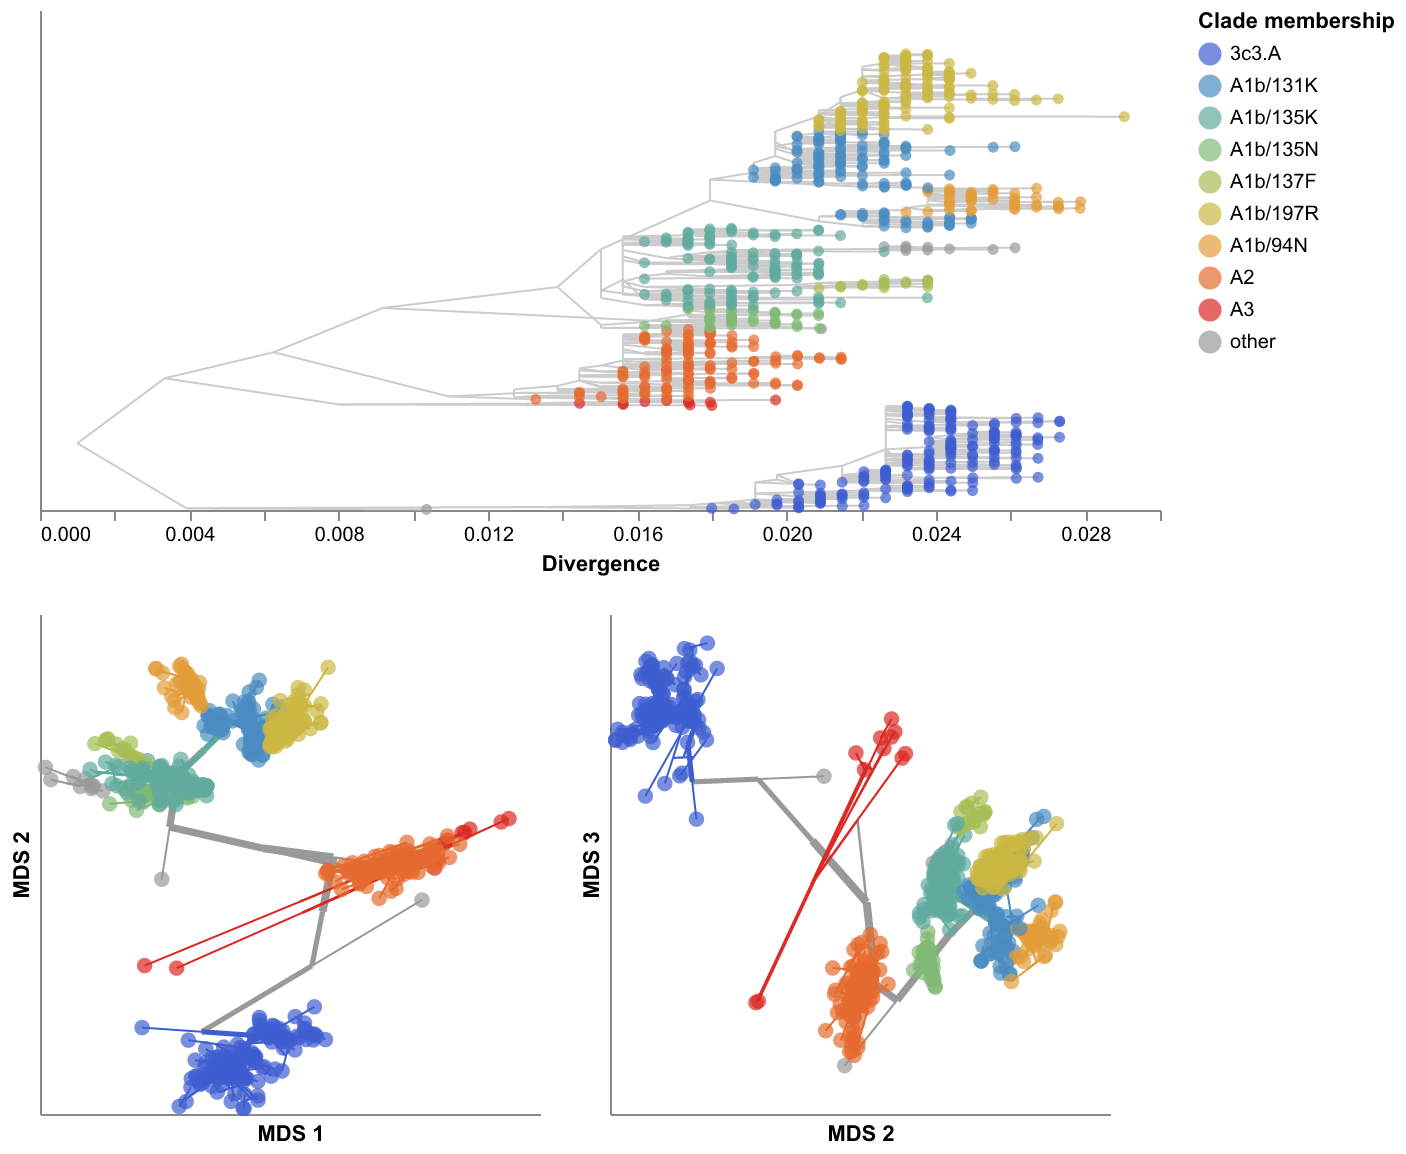 Clade membership
3c3.A
A1b/131K
A1b/135K
A1b/135N
A1b/137F
A1b/197R
A1b/94N
A2
A3
other
0.000 0.004 0.008 0.012 0.016 0.020 0.024 0.028
Divergence
MDS 2
MDS 1
MDS 3
MDS 2